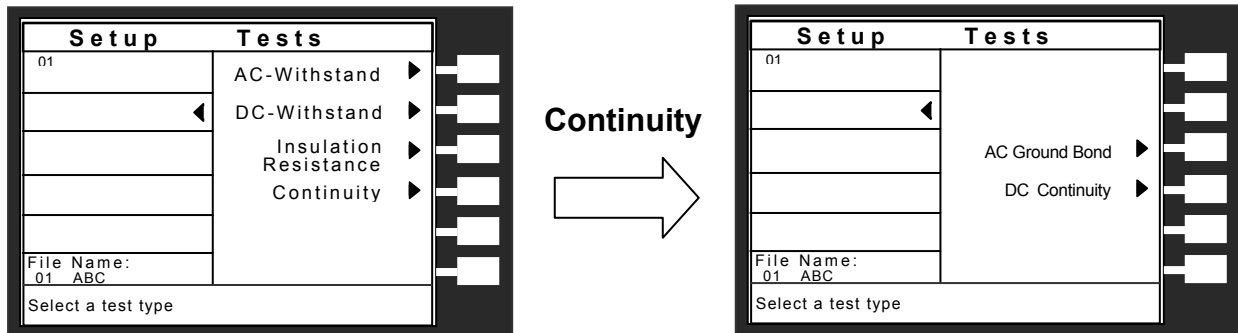 Setup Tests
01
AC-Withstand
DC-Withstand
Insulation
Resistance
Continuity
File Name:
01 ABC
Select a test type
Continuity
Setup Tests
01
AC Ground Bond
DC Continuity
File Name:
01 ABC
Select a test type